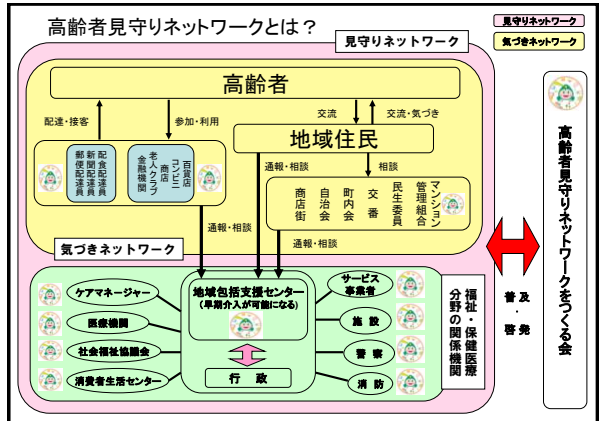 高齢者見守りネットワークとは？
見守りネットワーク
気づきネットワーク
見守りネットワーク
高齢者
配達・接客
参加・利用
交流
交流・気づき
地域住民
郵便配達員
新聞配達員
配食配達員
金融機関
老人クラブ
商店
コンビニ
百貨店
通報・相談
相談
商店街
自治会
町内会
交番
民生委員
管理組合
マンション
通報・相談
通報・相談
気づきネットワーク
ケアマネージャー
医療機関
社会福祉協議会
消費者生活センター
地域包括支援センター
(早期介入が可能になる)
行政
サービス
事業者
施設
警察
消防
福祉・保健医療
分野の関係機関
普及・啓発
高齢者見守りネットワークをつくる会